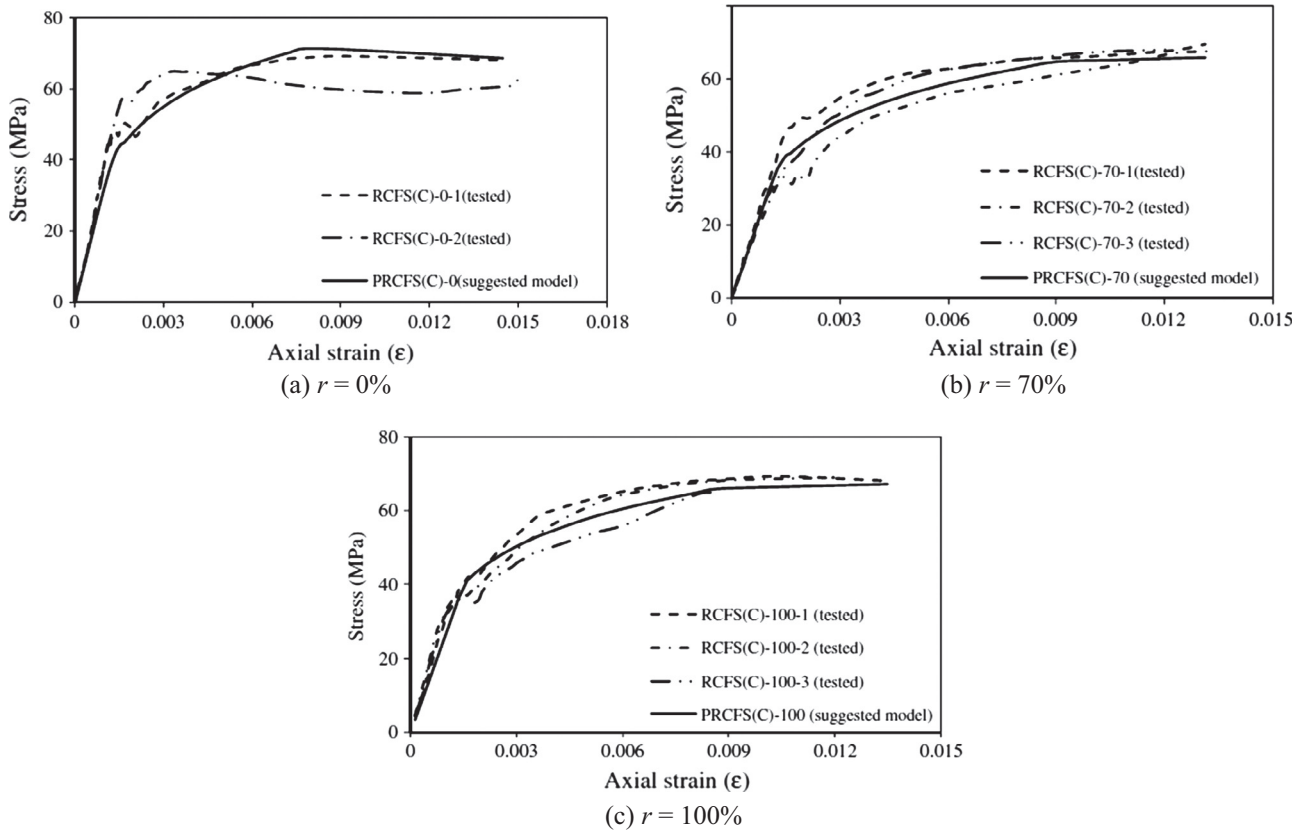 80
60
40
20
0
Stress (MPa)
RCFS(C)-0-1(tested)
RCFS(C)-0-2(tested)
PRCFS(C)-0(suggested model)
0 0.003 0.006 0.009 0.012 0.015 0.018
Axial strain (ε)
(a) r = 0%
80
60
40
20
0
Stress (MPa)
RCFS(C)-70-1(tested)
RCFS(C)-70-2 (tested)
RCFS(C)-70-3 (tested)
PRCFS(C)-70 (suggested model)
0 0.003 0.006 0.009 0.012 0.015
Axial strain (ε)
(b) r = 70%
80
60
40
20
0
Stress (MPa)
RCFS(C)-100-1 (tested)
RCFS(C)-100-2 (tested)
RCFS(C)-100-3 (tested)
PRCFS(C)-100 (suggested model)
0 0.003 0.006 0.009 0.012 0.015
Axial strain (ε)
(c) r = 100%